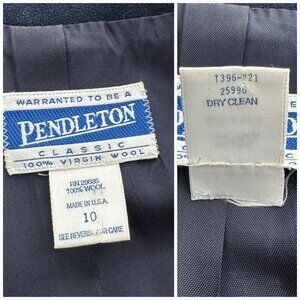 WARRANTED TO BE A
PENDLETON
CLASSIC
100% VIRGIN WOOL
RN 29685
100% WOOL
MADE IN U.S.A.
10
SEE REVERSE FOR CARE
T396-221
25996
DRY CLEAN